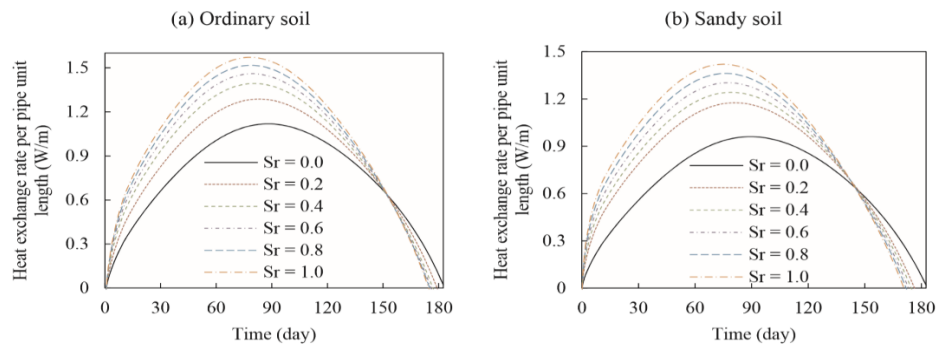 (a) Ordinary soil
Heat exchange rate per pipe unit
length (W/m)
1.5
1.2
0.9
0.6
0.3
0
Sr = 0.0
Sr = 0.2
Sr = 0.4
Sr = 0.6
Sr = 0.8
Sr = 1.0
0 30 60 90 120 150 180
Time (day)
(b) Sandy soil
Heat exchange rate per pipe unit
length (W/m)
1.5
1.2
0.9
0.6
0.3
0
Sr = 0.0
Sr = 0.2
Sr = 0.4
Sr = 0.6
Sr = 0.8
Sr = 1.0
0 30 60 90 120 150 180
Time (day)